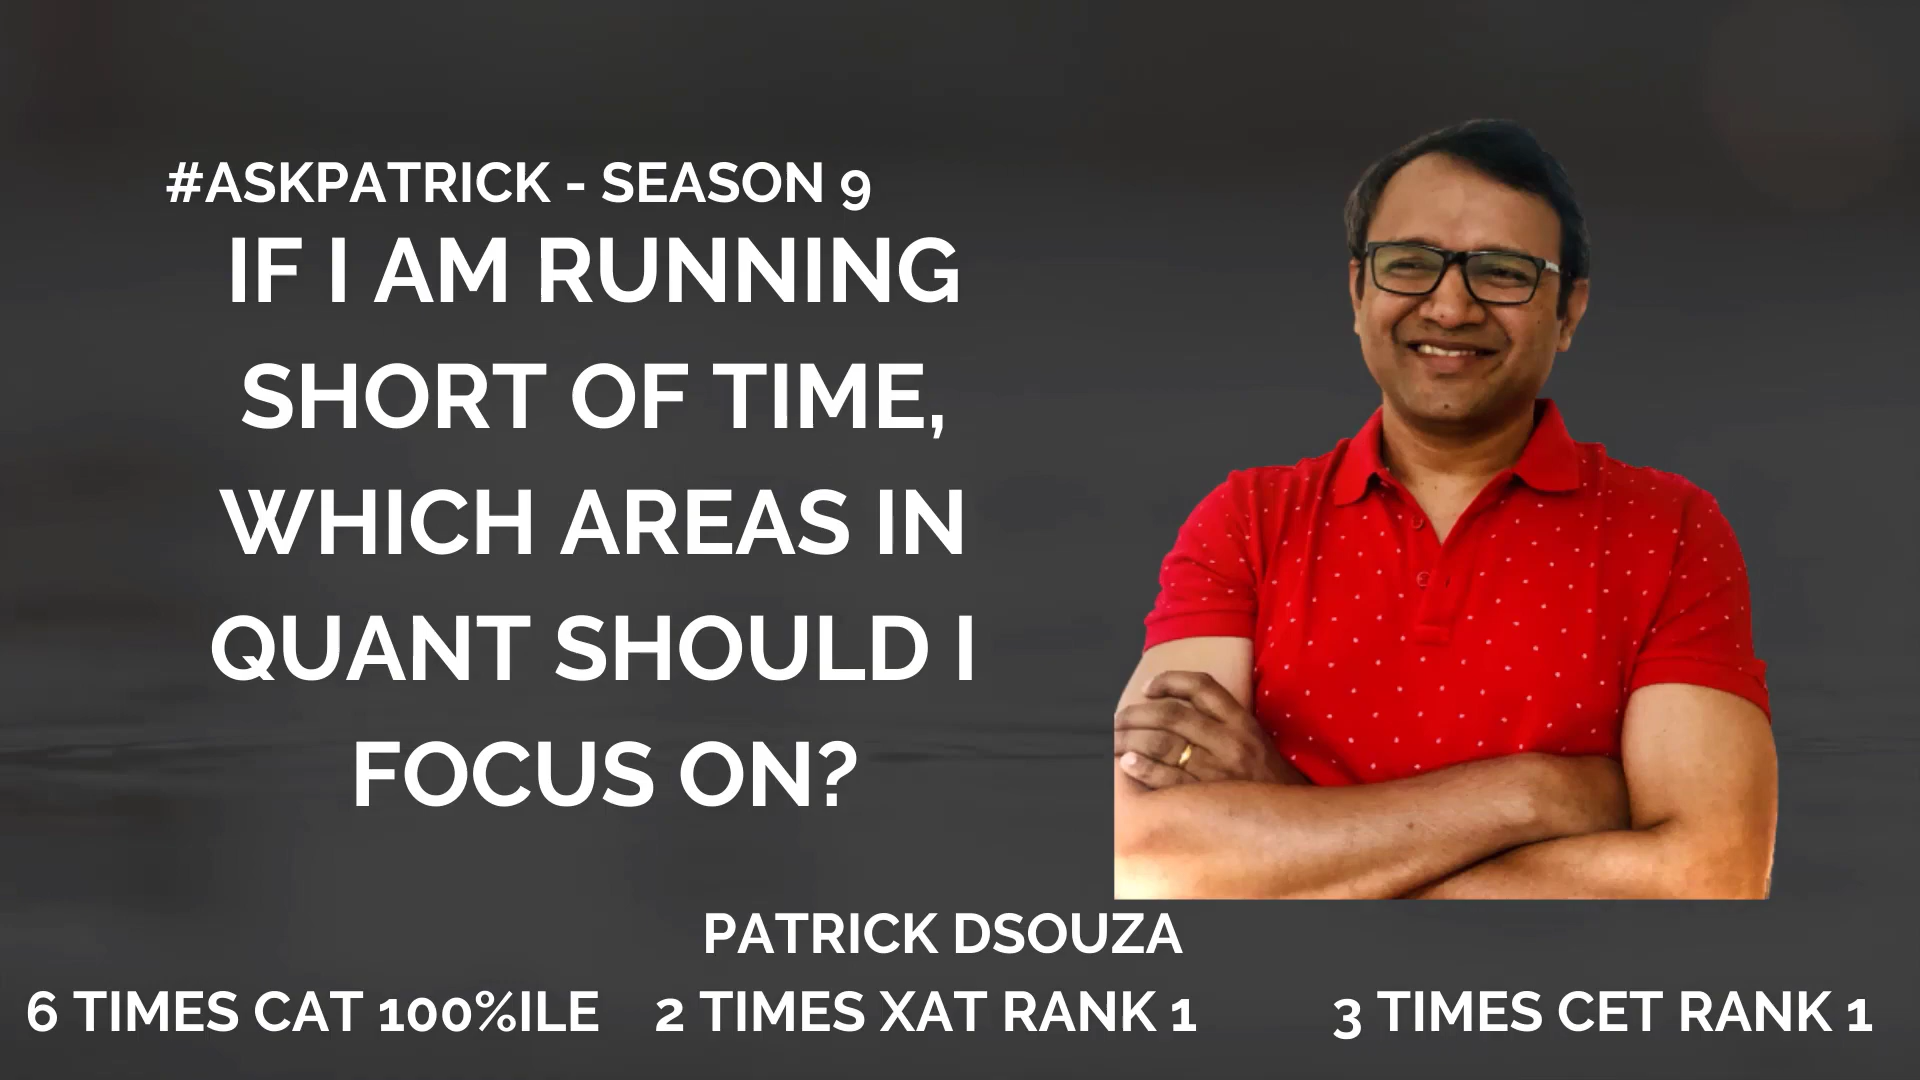 #ASKPATRICK - SEASON 9
IF I AM RUNNING
SHORT OF TIME,
WHICH AREAS IN
QUANT SHOULD I
FOCUS ON?
PATRICK DSOUZA
6 TIMES CAT 100%ILE 2 TIMES XAT RANK 1 3 TIMES CET RANK 1